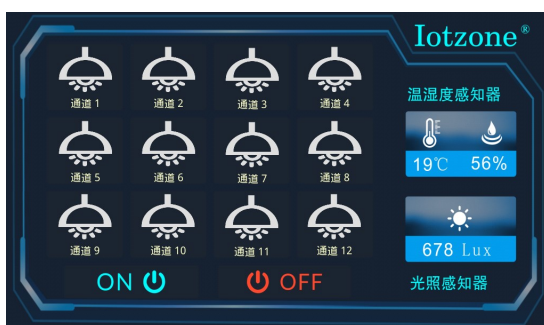 Iotzone®
通道 1
通道 2
通道 3
通道 4
通道 5
通道 6
通道 7
通道 8
通道 9
通道 10
通道 11
通道 12
ON
OFF
温湿度感知器
19℃ 56%
678 Lux
光照感知器